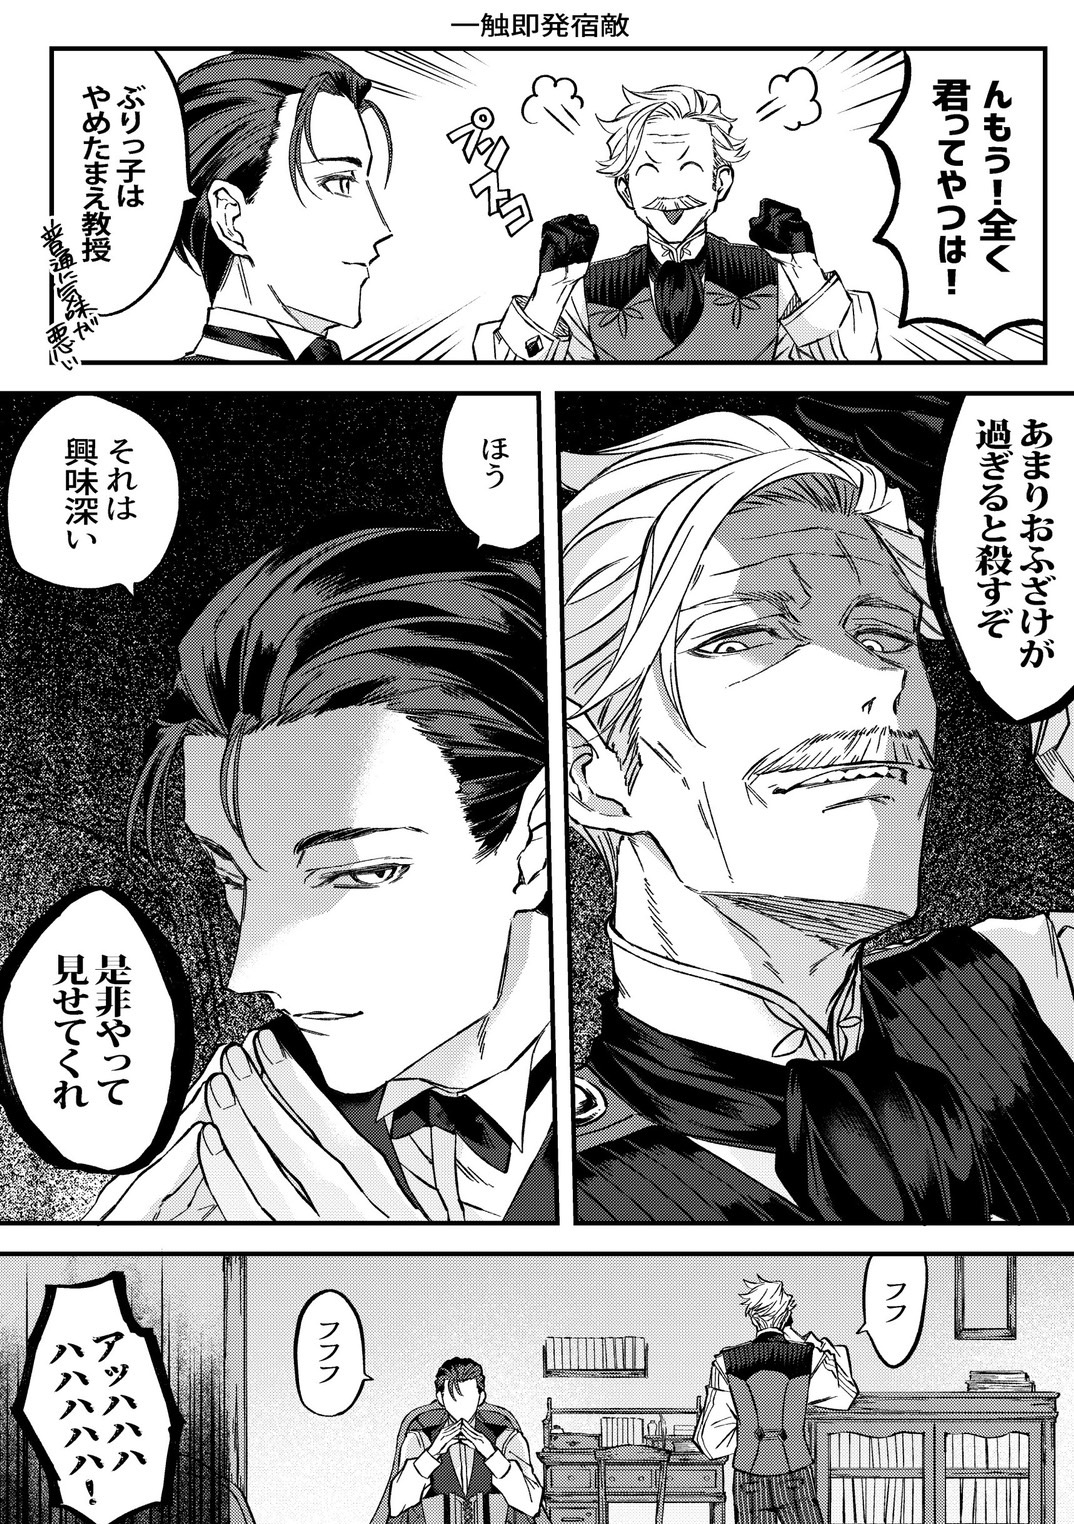 一触即発宿敵
んもう！全く
君ってやつは！
プンスコ
ぶりっ子は
やめたまえ教授
普通に気味が
悪い
あまりおふざけが
過ぎると殺すぞ
ほう
それは
興味深い
是非やって
見せてくれ
フフ
フフフ
アッハハハ
ハハハハハ！